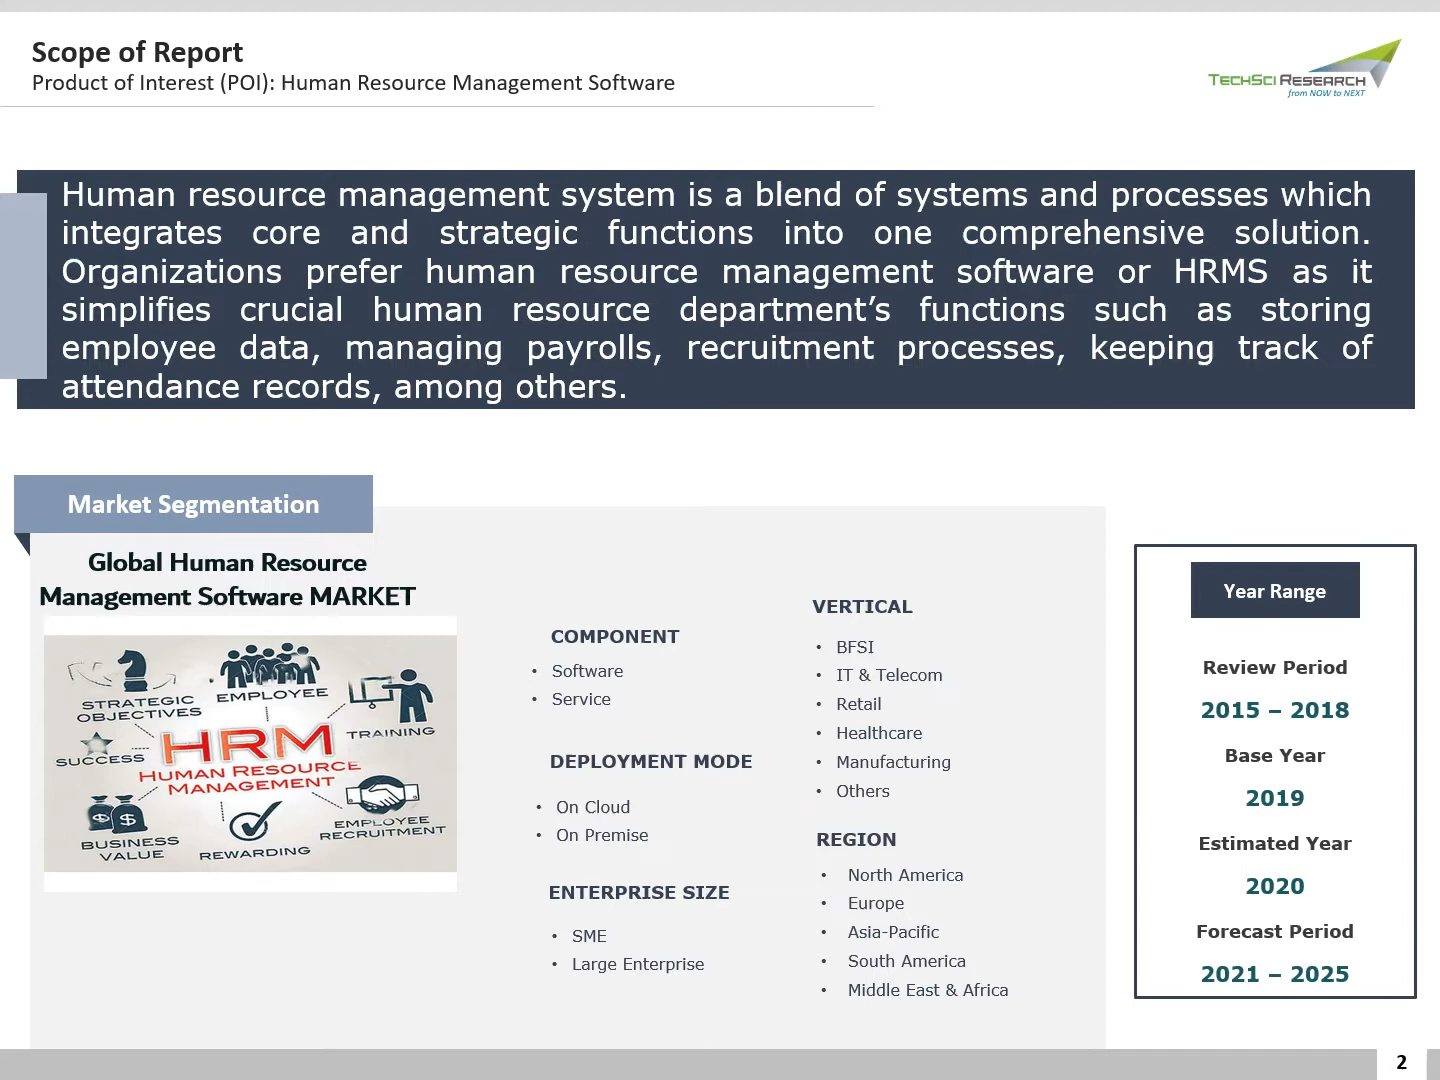 Scope of Report
Product of Interest (POI): Human Resource Management Software
TECHSCI RESEARCH
from NOW to NEXT
Human resource management system is a blend of systems and processes which
integrates core and strategic functions into one comprehensive solution.
Organizations prefer human resource management software or HRMS as it
simplifies crucial human resource department’s functions such as storing
employee data, managing payrolls, recruitment processes, keeping track of
attendance records, among others.
Market Segmentation
Global Human Resource
Management Software MARKET
STRATEGIC
OBJECTIVES
EMPLOYEE
TRAINING
SUCCESS
HRM
HUMAN RESOURCE
MANAGEMENT
BUSINESS
VALUE
REWARDING
EMPLOYEE
RECRUITMENT
COMPONENT
• Software
• Service
DEPLOYMENT MODE
• On Cloud
• On Premise
ENTERPRISE SIZE
• SME
• Large Enterprise
VERTICAL
• BFSI
• IT & Telecom
• Retail
• Healthcare
• Manufacturing
• Others
REGION
• North America
• Europe
• Asia-Pacific
• South America
• Middle East & Africa
Year Range
Review Period
2015 – 2018
Base Year
2019
Estimated Year
2020
Forecast Period
2021 – 2025
2